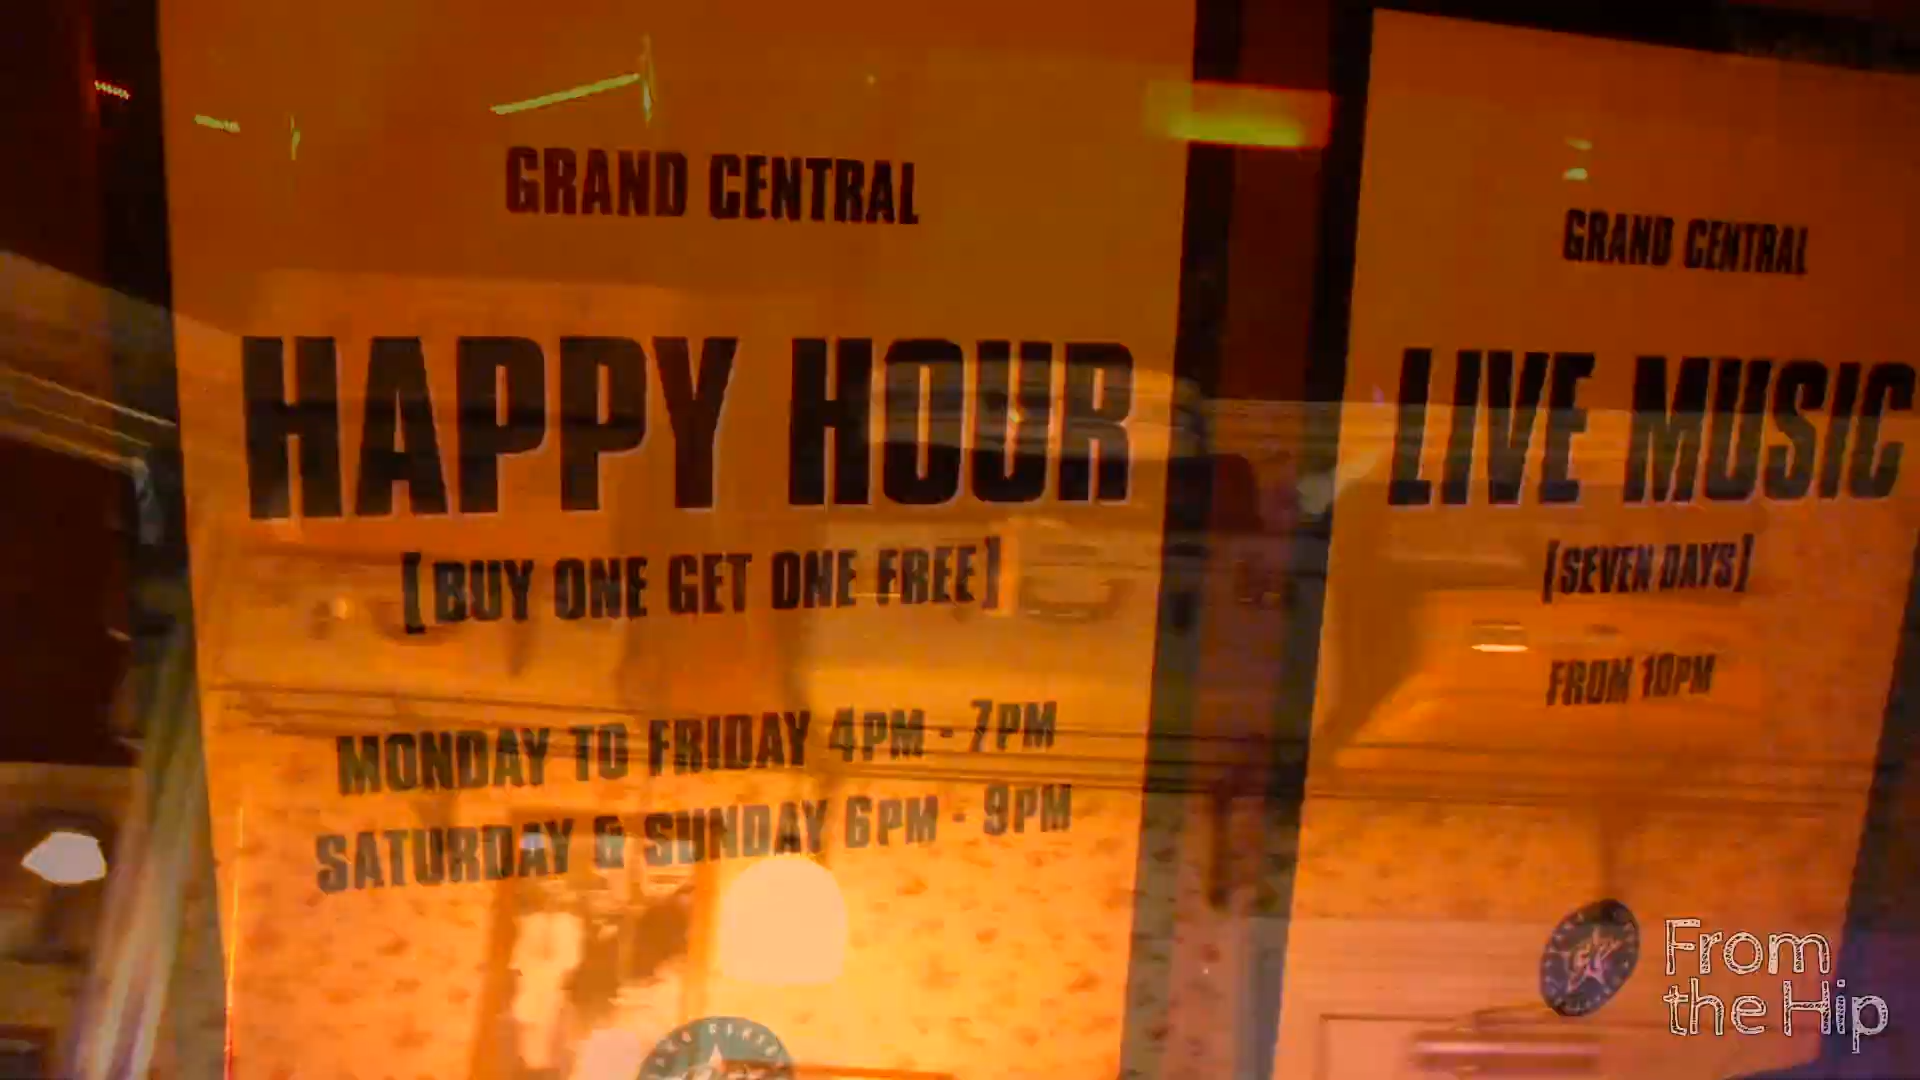 GRAND CENTRAL
HAPPY HOUR
[BUY ONE GET ONE FREE]
MONDAY TO FRIDAY 4PM - 7PM
SATURDAY & SUNDAY 6PM - 9PM
GRAND CENTRAL
LIVE MUSIC
[SEVEN DAYS]
FROM 10PM
From
the Hip